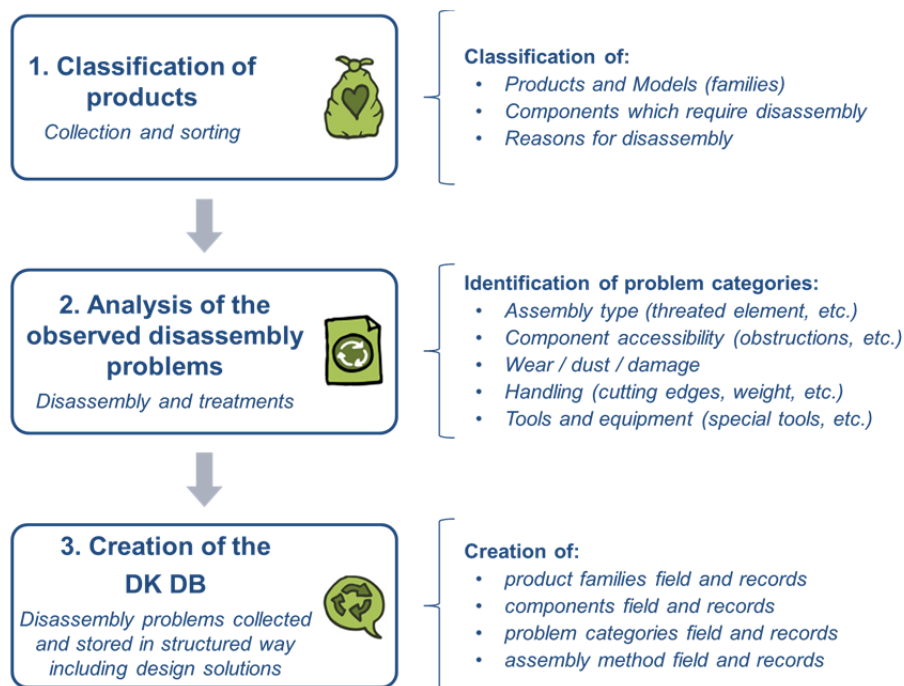 1. Classification of
products
Collection and sorting
Classification of:
• Products and Models (families)
• Components which require disassembly
• Reasons for disassembly
2. Analysis of the
observed disassembly
problems
Disassembly and treatments
Identification of problem categories:
• Assembly type (threated element, etc.)
• Component accessibility (obstructions, etc.)
• Wear / dust / damage
• Handling (cutting edges, weight, etc.)
• Tools and equipment (special tools, etc.)
3. Creation of the
DK DB
Disassembly problems collected
and stored in structured way
including design solutions
Creation of:
• product families field and records
• components field and records
• problem categories field and records
• assembly method field and records